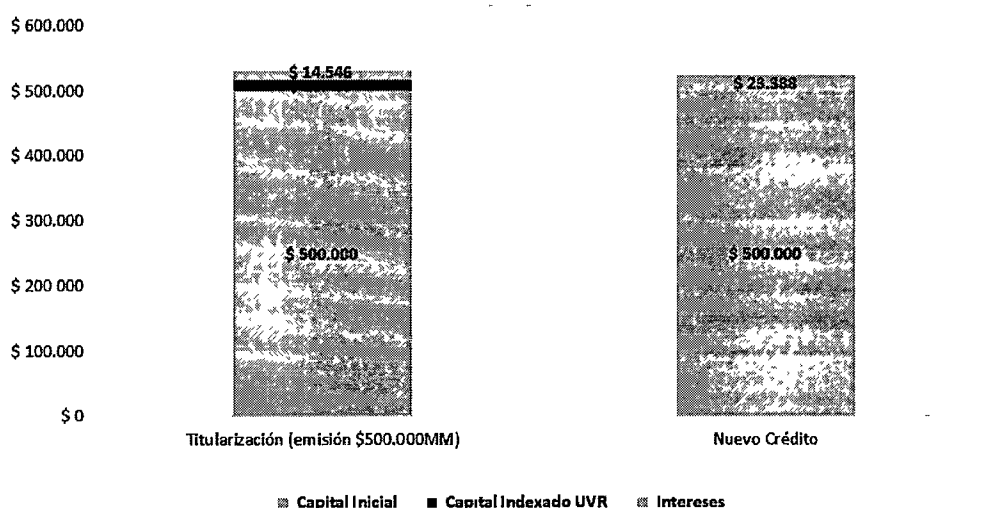 $ 600.000
$ 500.000
$ 400.000
$ 300.000
$ 200.000
$ 100.000
$ 0
$ 14.546
$ 500.000
$ 23.388
$ 500.000
Titularización (emisión $500.000MM)
Nuevo Crédito
Capital Inicial
Capital Indexado UVR
Intereses